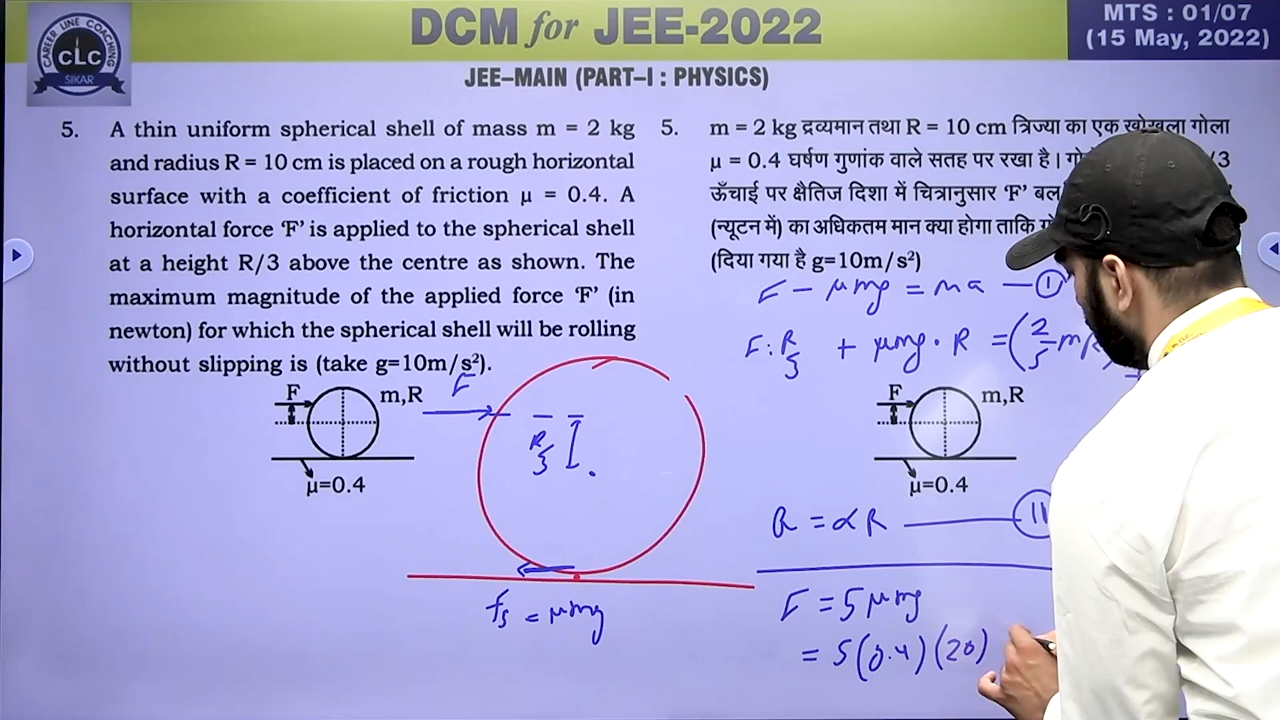 CAREER LINE COACHING
CLC
SIKAR
DCM for JEE-2022
MTS : 01/07
(15 May, 2022)
JEE–MAIN (PART–I : PHYSICS)
5. A thin uniform spherical shell of mass m = 2 kg
and radius R = 10 cm is placed on a rough horizontal
surface with a coefficient of friction μ = 0.4. A
horizontal force ‘F’ is applied to the spherical shell
at a height R/3 above the centre as shown. The
maximum magnitude of the applied force ‘F’ (in
newton) for which the spherical shell will be rolling
without slipping is (take g=10m/s²).
F
m,R
μ=0.4
F
R/3
fs = μmg
5. m = 2 kg द्रव्यमान तथा R = 10 cm त्रिज्या का एक खोखला गोला
μ = 0.4 घर्षण गुणांक वाले सतह पर रखा है। /3
ऊँचाई पर क्षैतिज दिशा में चित्रानुसार ‘F’ बल
(न्यूटन में) का अधिकतम मान क्या होगा ताकि
(दिया गया है g=10m/s²)
F - μmg = ma — I
F . R/3 + μmg . R = (2/5 mR
F
m,R
μ=0.4
a = αR — III
F = 5 μmg
= 5(0.4)(20)